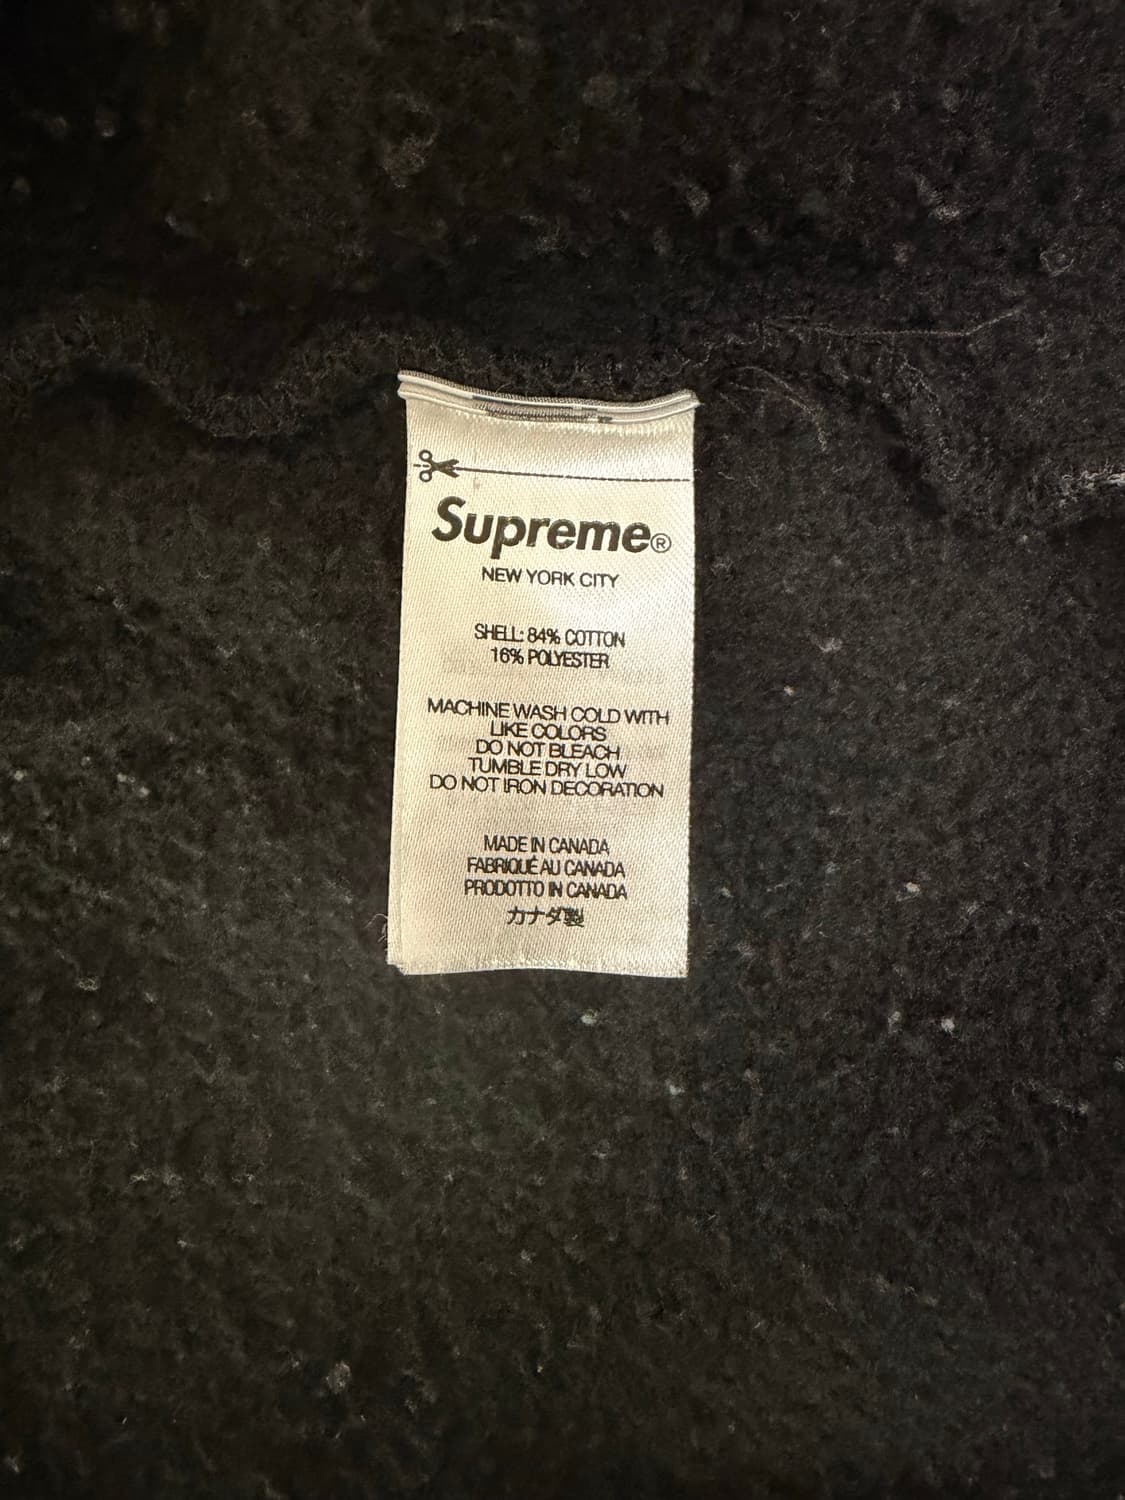 Supreme®
NEW YORK CITY
SHELL: 84% COTTON
16% POLYESTER
MACHINE WASH COLD WITH
LIKE COLORS
DO NOT BLEACH
TUMBLE DRY LOW
DO NOT IRON DECORATION
MADE IN CANADA
FABRIQUÉ AU CANADA
PRODOTTO IN CANADA
カナダ製